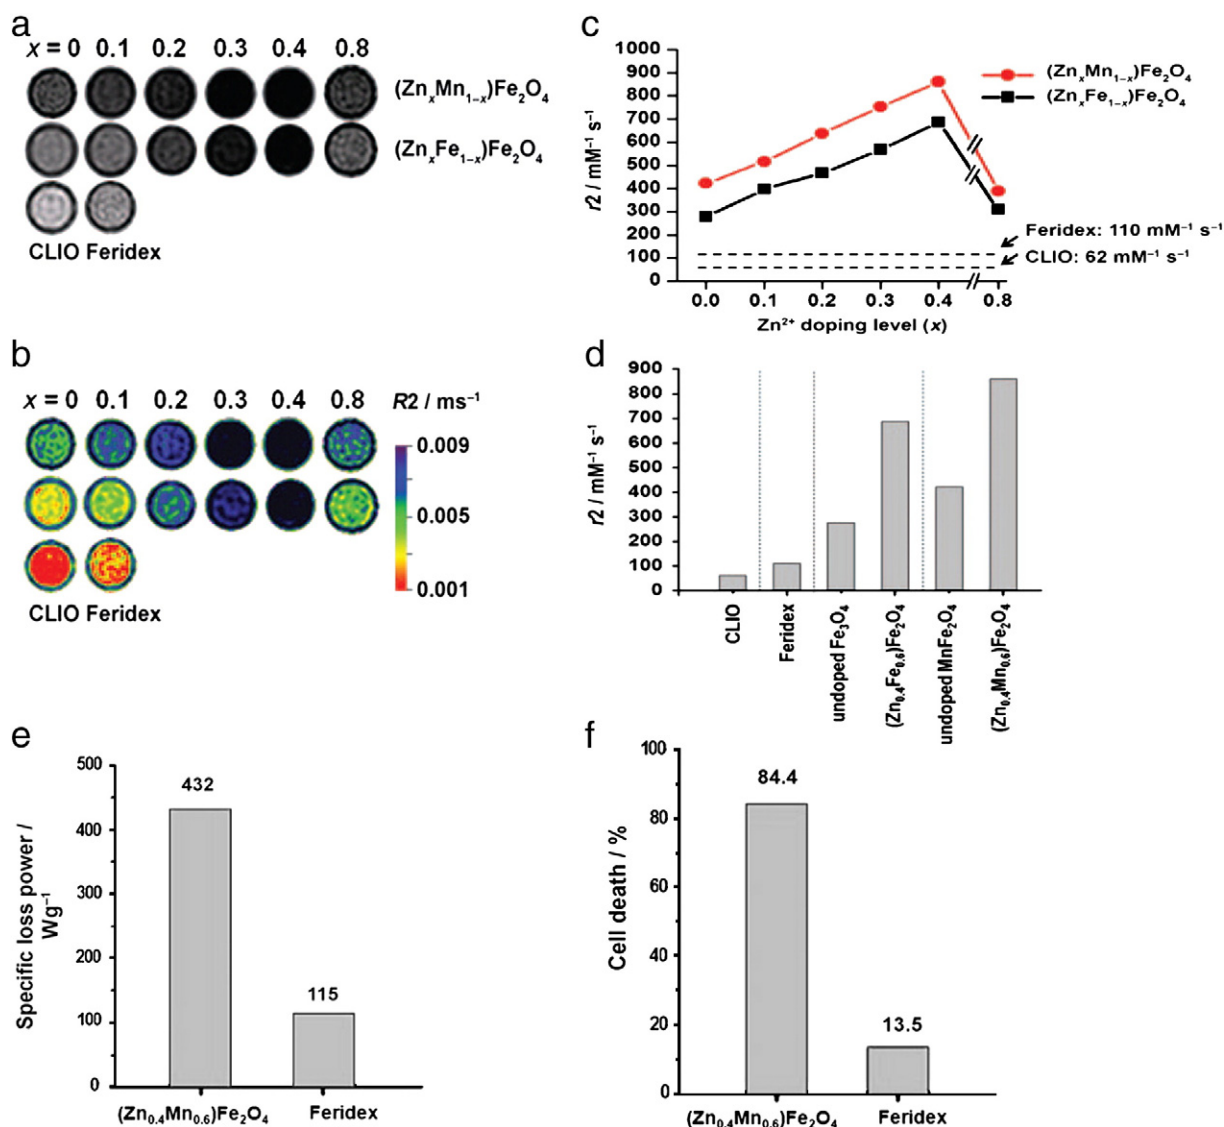 a
x = 0 0.1 0.2 0.3 0.4 0.8
(ZnₓMn₁₋ₓ)Fe₂O₄
(ZnₓFe₁₋ₓ)Fe₂O₄
CLIO Feridex
b
x = 0 0.1 0.2 0.3 0.4 0.8 R2 / ms⁻¹
0.009
0.005
0.001
CLIO Feridex
c
1000
900
800
700
600
500
400
300
200
100
0
r2 / mM⁻¹ s⁻¹
(ZnₓMn₁₋ₓ)Fe₂O₄
(ZnₓFe₁₋ₓ)Fe₂O₄
Feridex: 110 mM⁻¹ s⁻¹
CLIO: 62 mM⁻¹ s⁻¹
0.0 0.1 0.2 0.3 0.4 0.8
Zn²⁺ doping level (x)
d
900
800
700
600
500
400
300
200
100
0
r2 / mM⁻¹ s⁻¹
CLIO
Feridex
undoped Fe₃O₄
(Zn₀.₄Fe₀.₆)Fe₂O₄
undoped MnFe₂O₄
(Zn₀.₄Mn₀.₆)Fe₂O₄
e
500
400
300
200
100
0
Specific loss power /
Wg⁻¹
432
115
(Zn₀.₄Mn₀.₆)Fe₂O₄ Feridex
f
100
80
60
40
20
0
Cell death / %
84.4
13.5
(Zn₀.₄Mn₀.₆)Fe₂O₄ Feridex